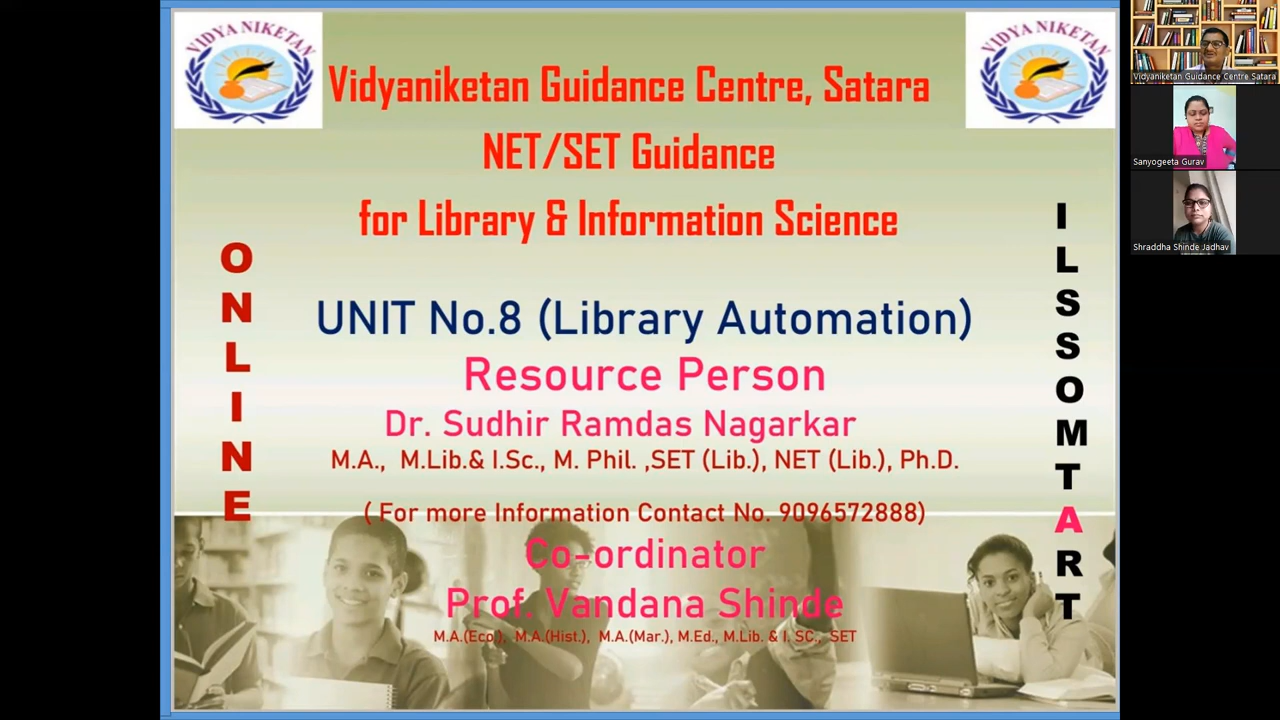 VIDYA NIKETAN
VIDYA NIKETAN
Vidyaniketan Guidance Centre, Satara
NET/SET Guidance
for Library & Information Science
ONLINE
UNIT No.8 (Library Automation)
Resource Person
Dr. Sudhir Ramdas Nagarkar
M.A., M.Lib.& I.Sc., M. Phil. ,SET (Lib.), NET (Lib.), Ph.D.
( For more Information Contact No. 9096572888)
Co-ordinator
Prof. Vandana Shinde
M.A.(Eco.), M.A.(Hist.), M.A.(Mar.), M.Ed., M.Lib. & I. SC., SET
ILSSOMTART
Vidyaniketan Guidance Centre Satara
Sanyogeeta Gurav
Shraddha Shinde Jadhav